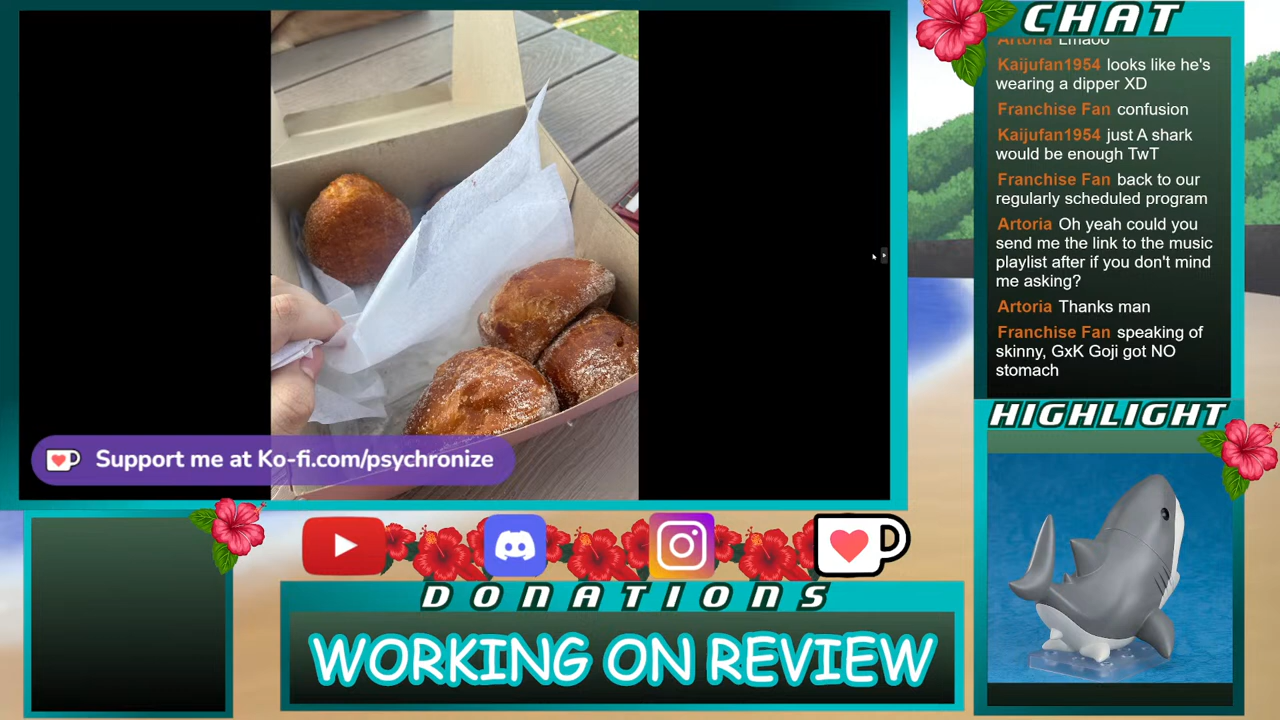 CHAT
Artoria Lmaoo
Kaijufan1954 looks like he's
wearing a dipper XD
Franchise Fan confusion
Kaijufan1954 just A shark
would be enough TwT
Franchise Fan back to our
regularly scheduled program
Artoria Oh yeah could you
send me the link to the music
playlist after if you don't mind
me asking?
Artoria Thanks man
Franchise Fan speaking of
skinny, GxK Goji got NO
stomach
Support me at Ko-fi.com/psychronize
HIGHLIGHT
DONATIONS
WORKING ON REVIEW